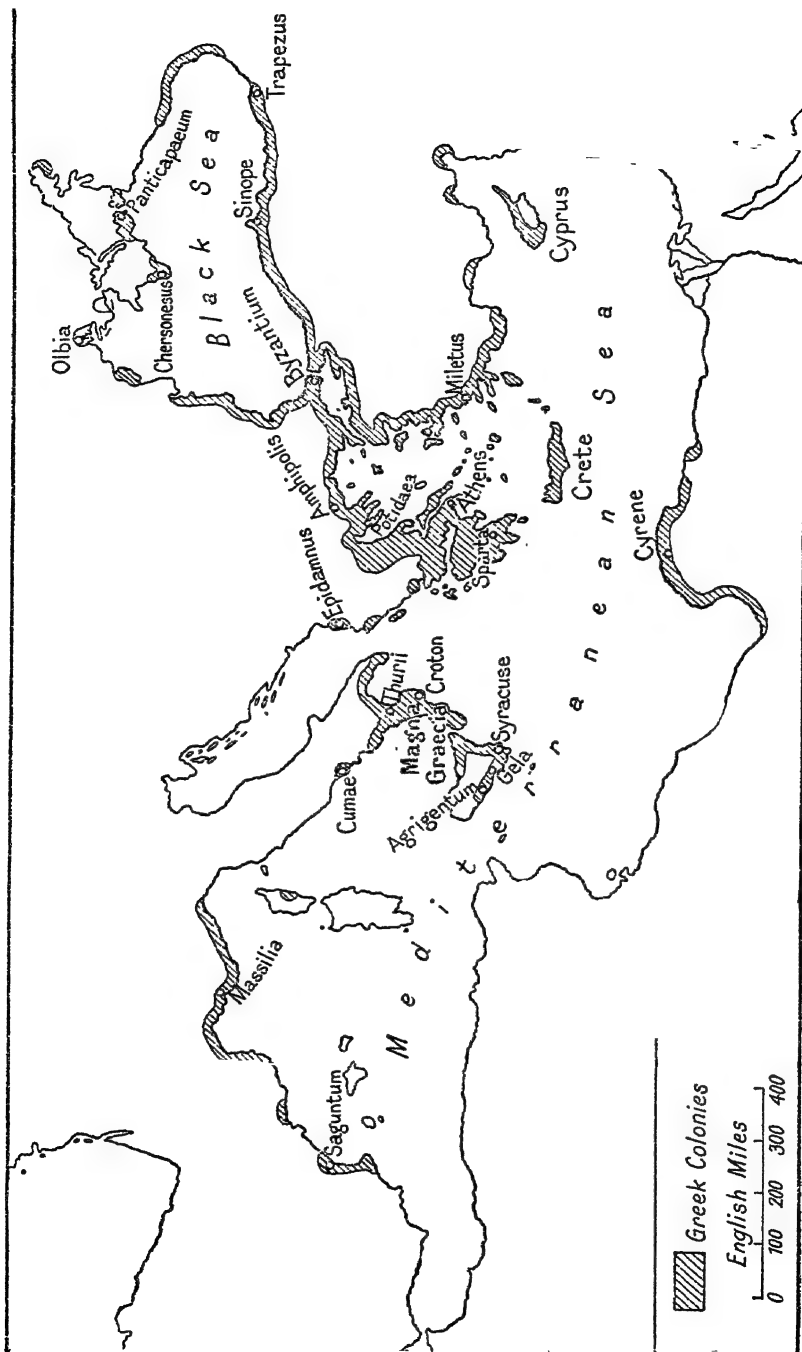 Olbia
Panticapaeum
Chersonesus
Black Sea
Trapezus
Sinope
Byzantium
Amphipolis
Potidaea
Epidamnus
Miletus
Athens
Sparta
Cyprus
Crete
Cyrene
Massilia
Saguntum
Cumae
Thurii
Croton
Magna
Graecia
Syracuse
Gela
Agrigentum
Mediterranean Sea
Greek Colonies
English Miles
0 100 200 300 400